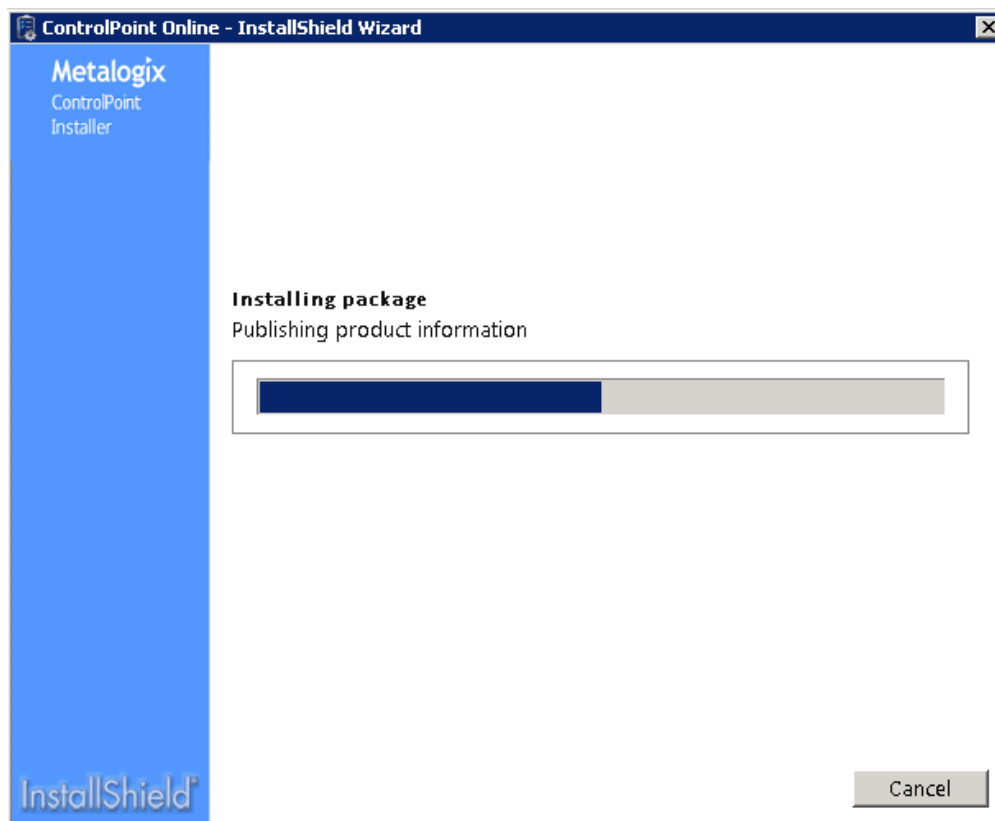 ControlPoint Online - InstallShield Wizard
Metalogix
ControlPoint
Installer
Installing package
Publishing product information
InstallShield®
Cancel